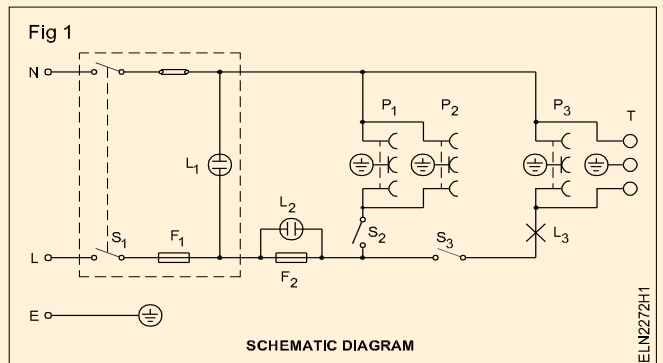 Fig 1
N
P1 P2 P3 T
L1
L2
L S1 F1 S2 S3 L3
F2
E
SCHEMATIC DIAGRAM
ELN2272H1